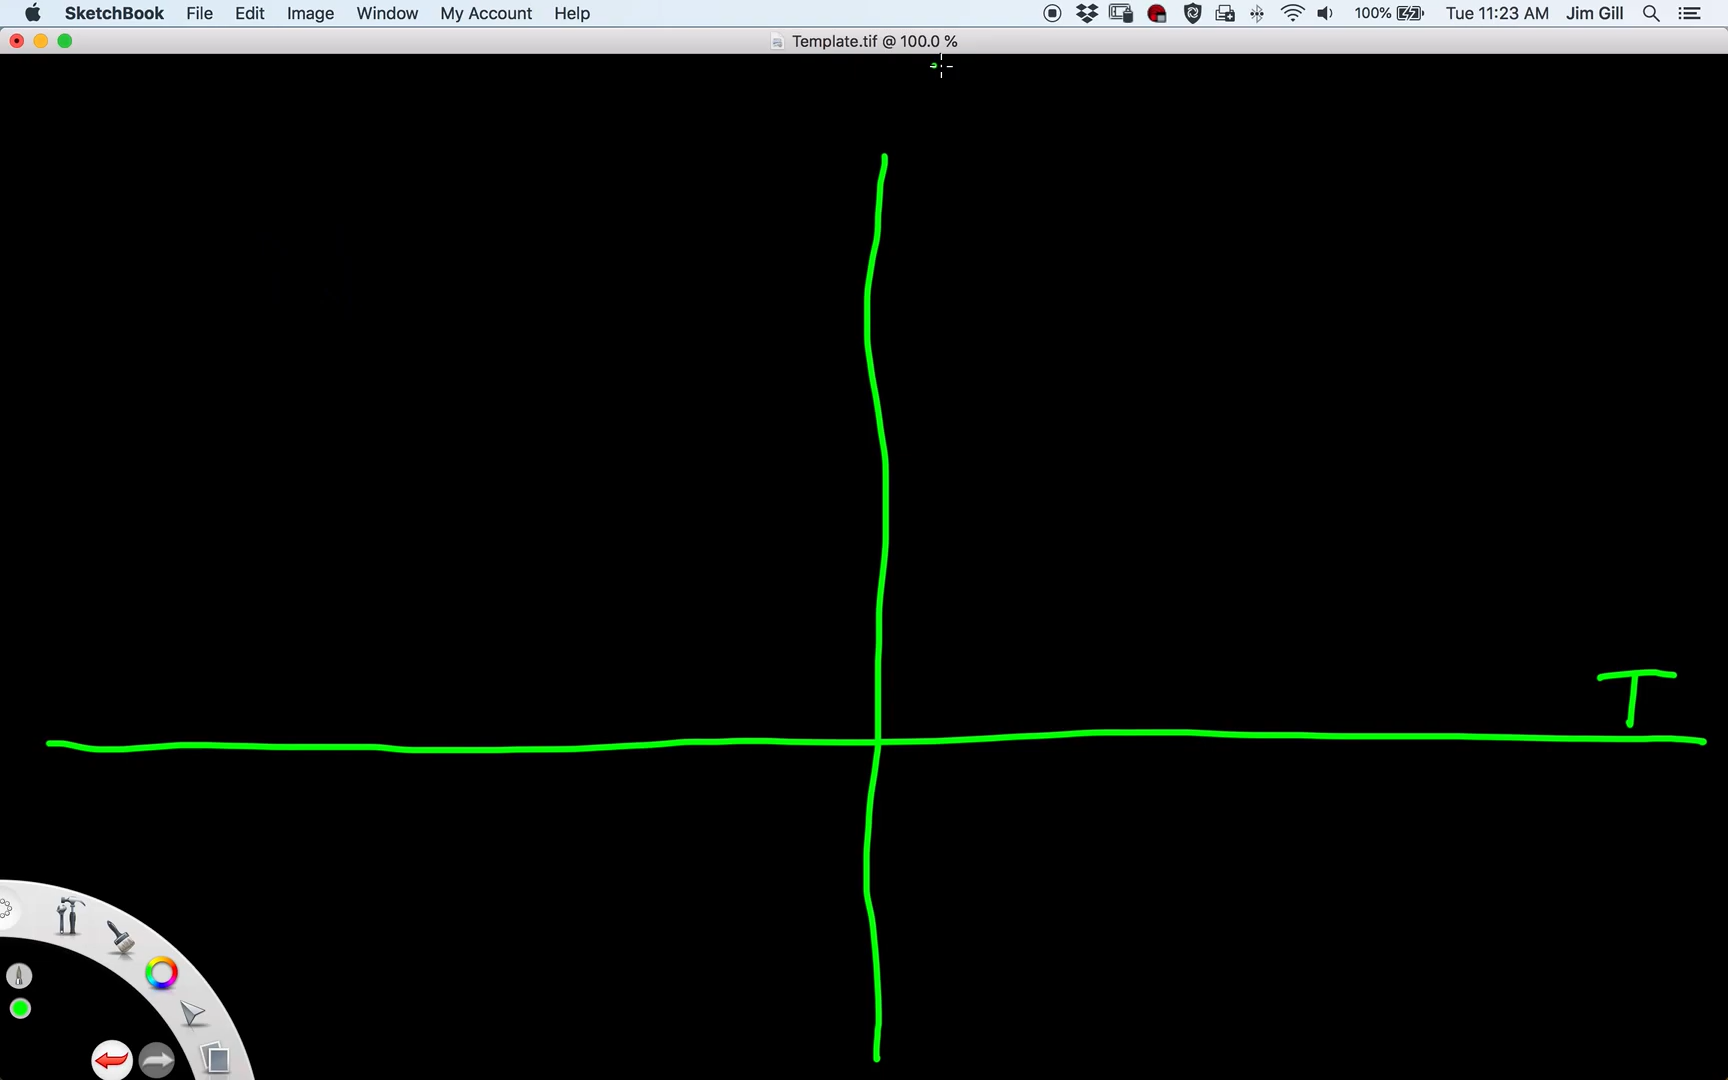 SketchBook File Edit Image Window My Account Help 100% Tue 11:23 AM Jim Gill
Template.tif @ 100.0 %
T